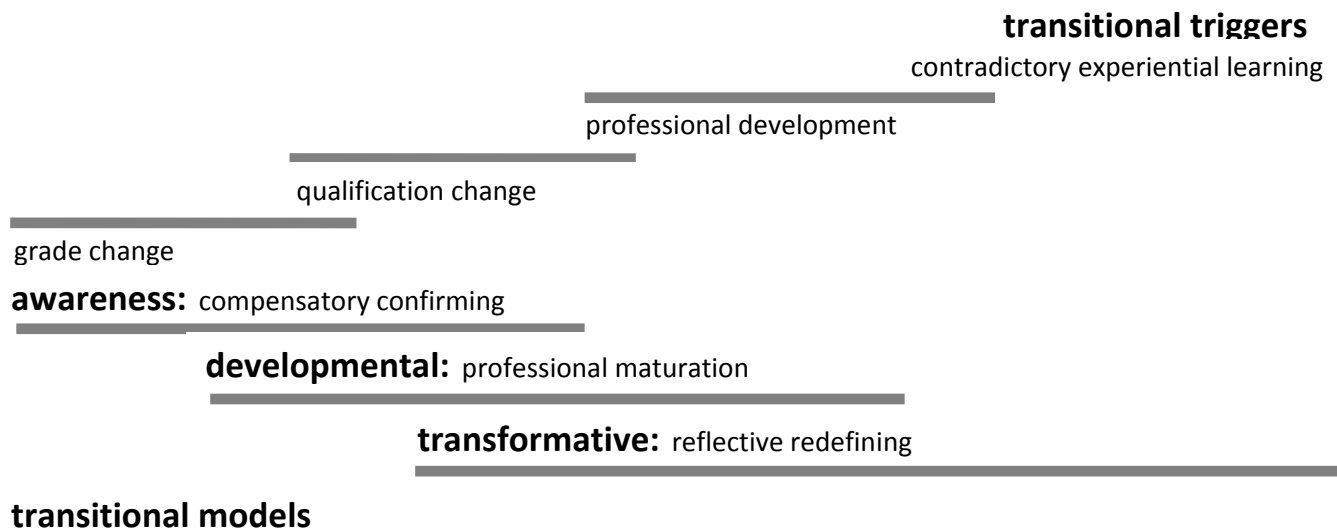 transitional triggers
contradictory experiential learning
professional development
qualification change
grade change
awareness: compensatory confirming
developmental: professional maturation
transformative: reflective redefining
transitional models